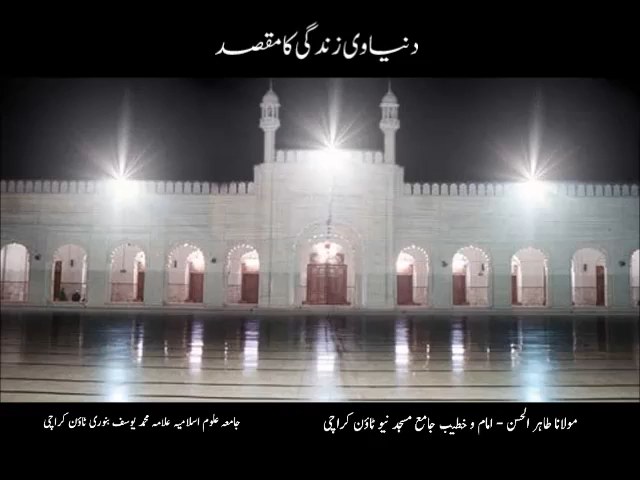 دنیاوی زندگی کا مقصد
مولانا طاہر الحسن - امام و خطیب جامع مسجد نیو ٹاؤن کراچی
جامعہ علوم اسلامیہ علامہ محمد یوسف بنوری ٹاؤن کراچی